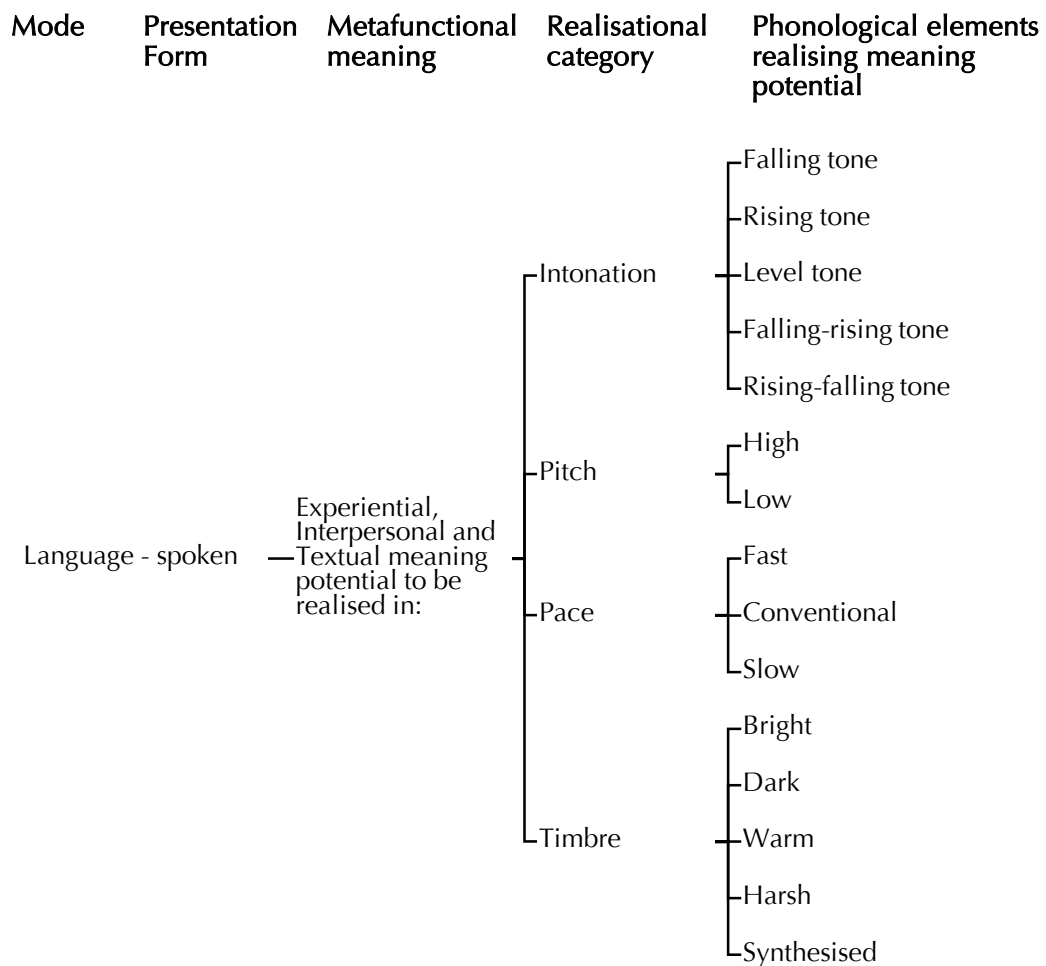 Mode Presentation Form Metafunctional meaning Realisational category Phonological elements realising meaning potential
Falling tone
Rising tone
Intonation Level tone
Falling-rising tone
Rising-falling tone
High
Pitch
Low
Experiential,
Interpersonal and
Language - spoken Textual meaning
potential to be
realised in:
Fast
Pace Conventional
Slow
Bright
Dark
Timbre Warm
Harsh
Synthesised